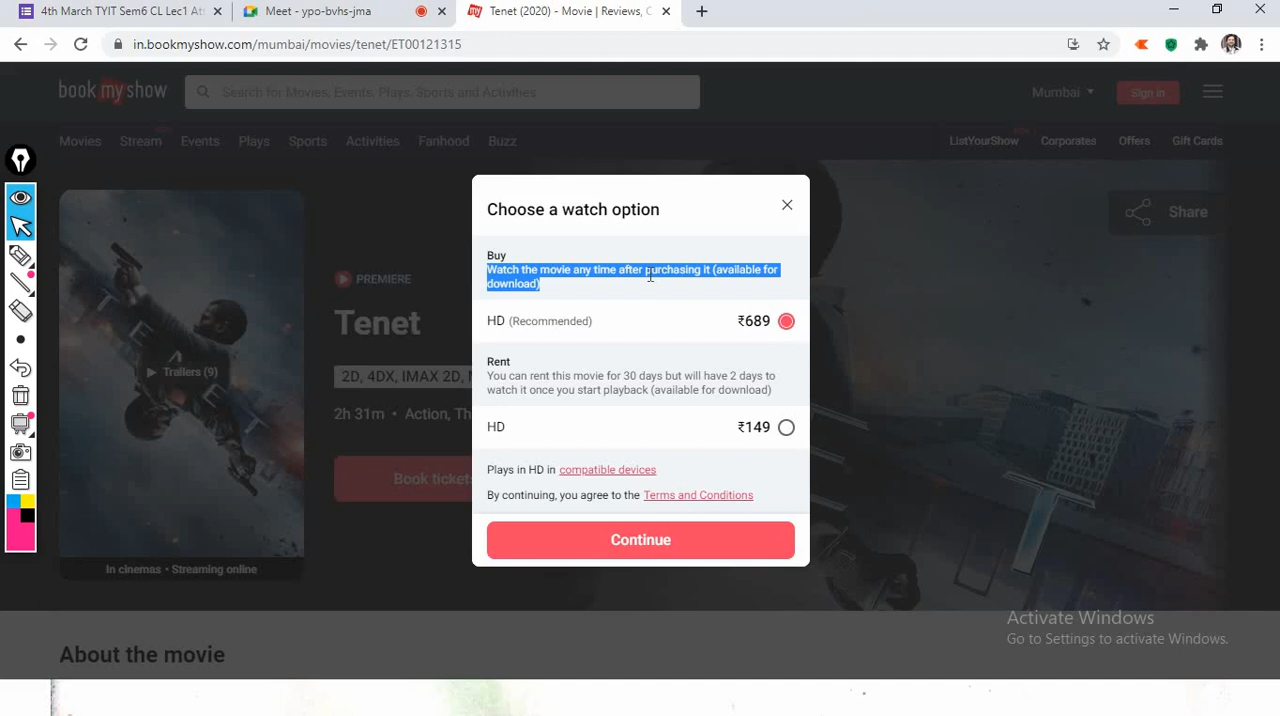 4th March TYIT Sem6 CL Lec1 Att
Meet - ypo-bvhs-jma
Tenet (2020) - Movie | Reviews, C
in.bookmyshow.com/mumbai/movies/tenet/ET00121315
book my show
Search for Movies, Events, Plays, Sports and Activities
Mumbai
Sign in
Movies Stream Events Plays Sports Activities Fanhood Buzz
ListYourShow Corporates Offers Gift Cards
Choose a watch option
Share
Buy
Watch the movie any time after purchasing it (available for
download)
PREMIERE
Tenet
HD (Recommended) ₹689
Rent
You can rent this movie for 30 days but will have 2 days to
watch it once you start playback (available for download)
Trailers (9)
2D, 4DX, IMAX 2D,
2h 31m • Action,
HD ₹149
Plays in HD in compatible devices
Book tickets
By continuing, you agree to the Terms and Conditions
Continue
In cinemas • Streaming online
Activate Windows
Go to Settings to activate Windows.
About the movie